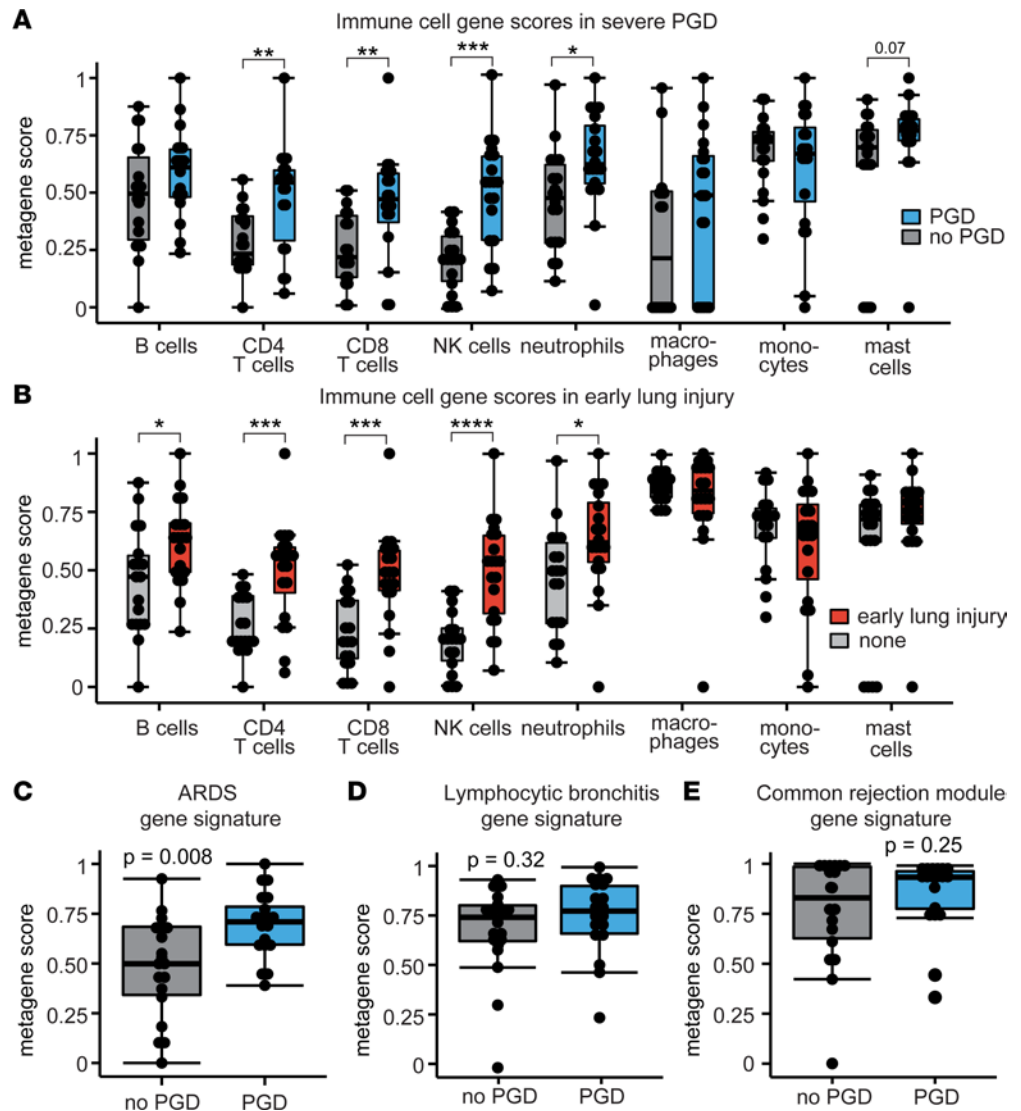 A
Immune cell gene scores in severe PGD
** ** *** * 0.07
metagene score
1
0.75
0.50
0.25
0
PGD
no PGD
B cells
CD4
T cells
CD8
T cells
NK cells
neutrophils
macro-
phages
mono-
cytes
mast
cells
B
Immune cell gene scores in early lung injury
* *** *** **** *
metagene score
1
0.75
0.50
0.25
0
early lung injury
none
B cells
CD4
T cells
CD8
T cells
NK cells
neutrophils
macro-
phages
mono-
cytes
mast
cells
C
ARDS
gene signature
p = 0.008
metagene score
1
0.75
0.50
0.25
0
no PGD PGD
D
Lymphocytic bronchitis
gene signature
p = 0.32
metagene score
1
0.75
0.50
0.25
0
no PGD PGD
E
Common rejection module
gene signature
p = 0.25
metagene score
1
0.75
0.50
0.25
0
no PGD PGD